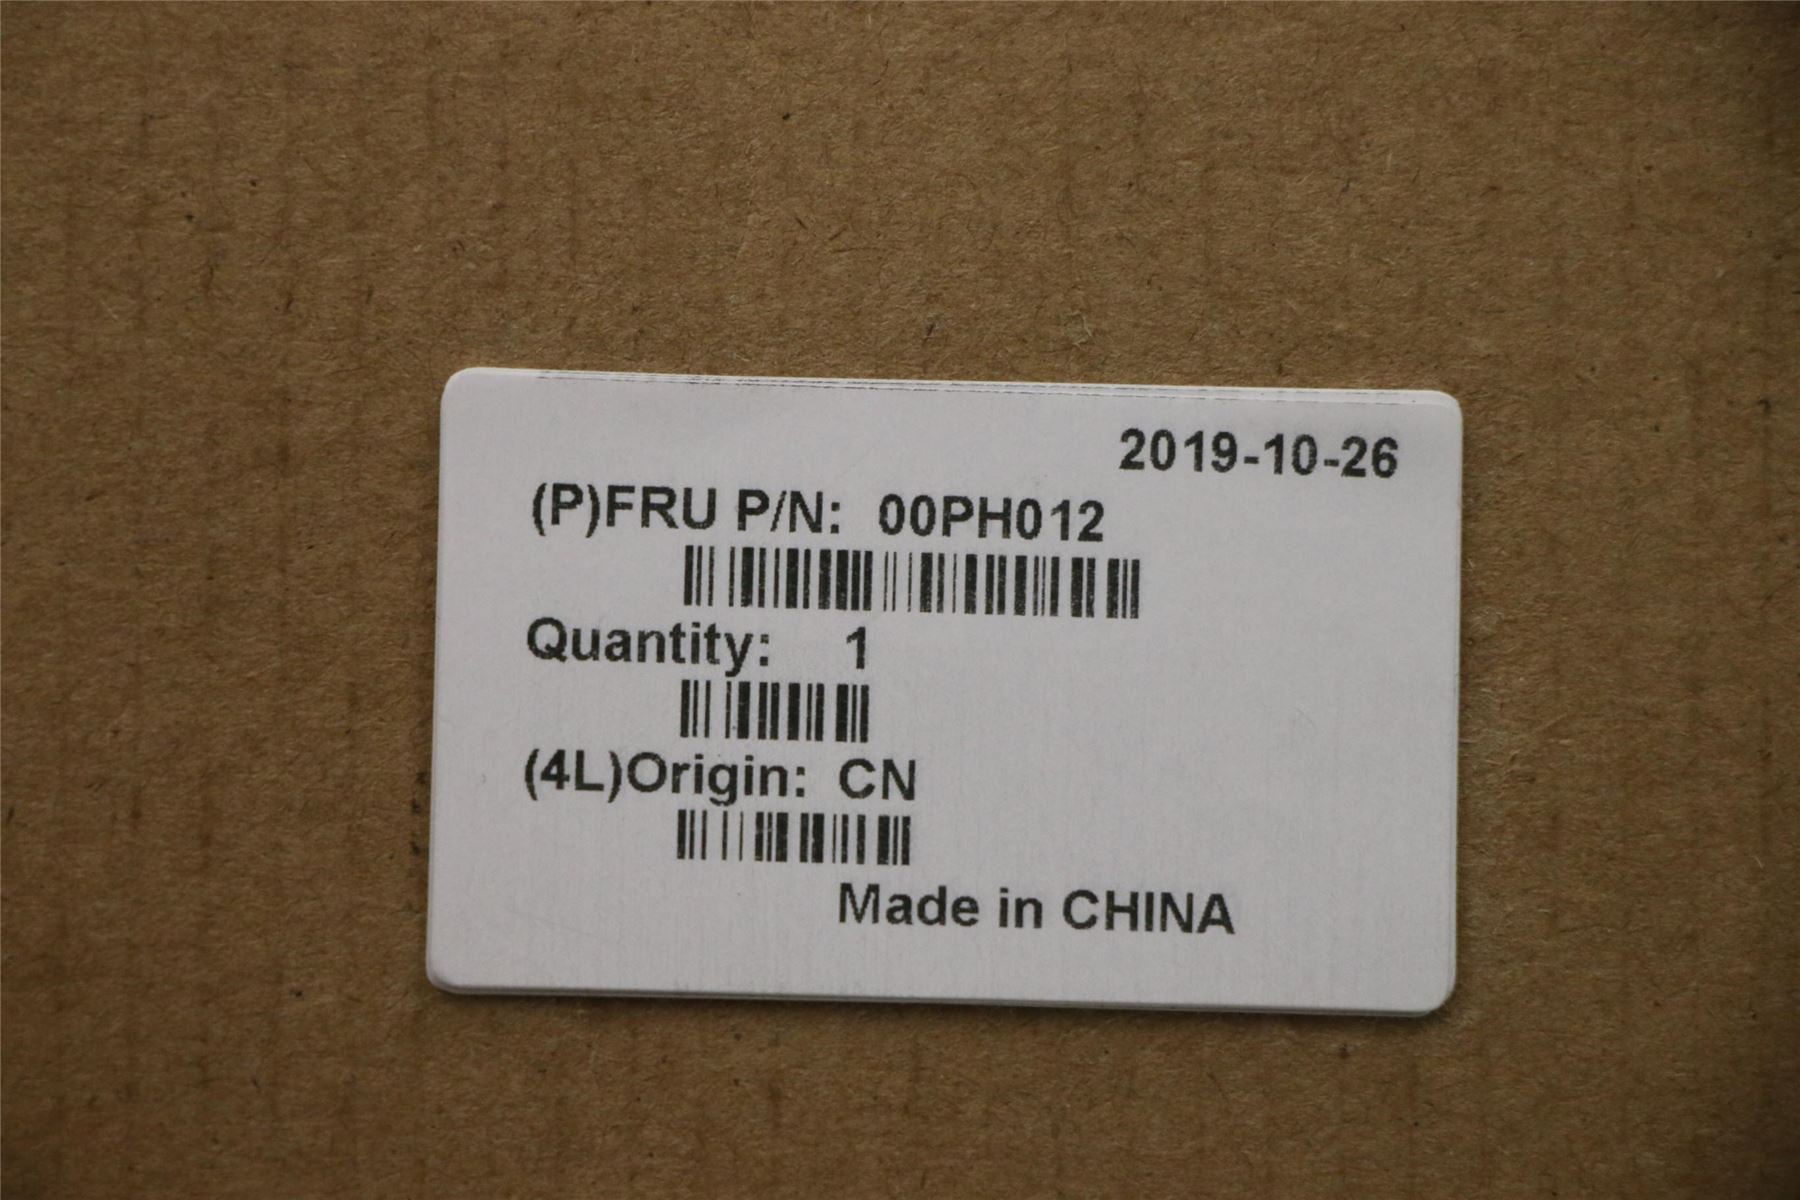 2019-10-26
(P)FRU P/N: 00PH012
Quantity: 1
(4L)Origin: CN
Made in CHINA